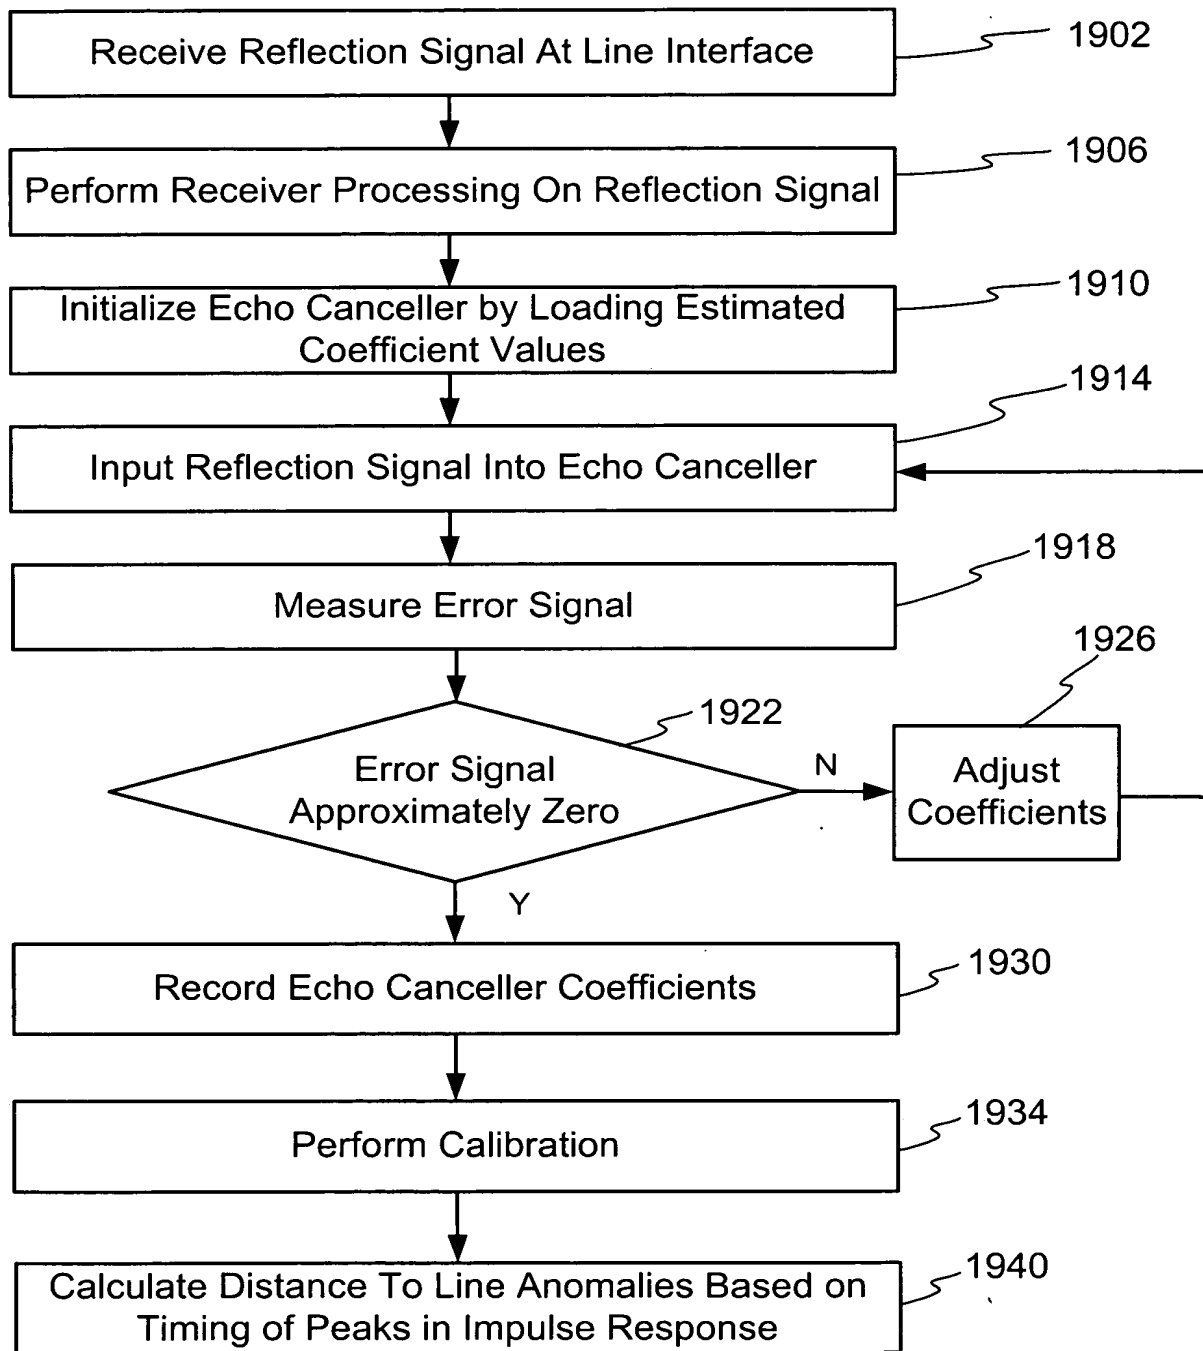 Receive Reflection Signal At Line Interface
1902
Perform Receiver Processing On Reflection Signal
1906
Initialize Echo Canceller by Loading Estimated
Coefficient Values
1910
Input Reflection Signal Into Echo Canceller
1914
Measure Error Signal
1918
Error Signal
Approximately Zero
1922
N
Adjust
Coefficients
1926
Y
Record Echo Canceller Coefficients
1930
Perform Calibration
1934
Calculate Distance To Line Anomalies Based on
Timing of Peaks in Impulse Response
1940